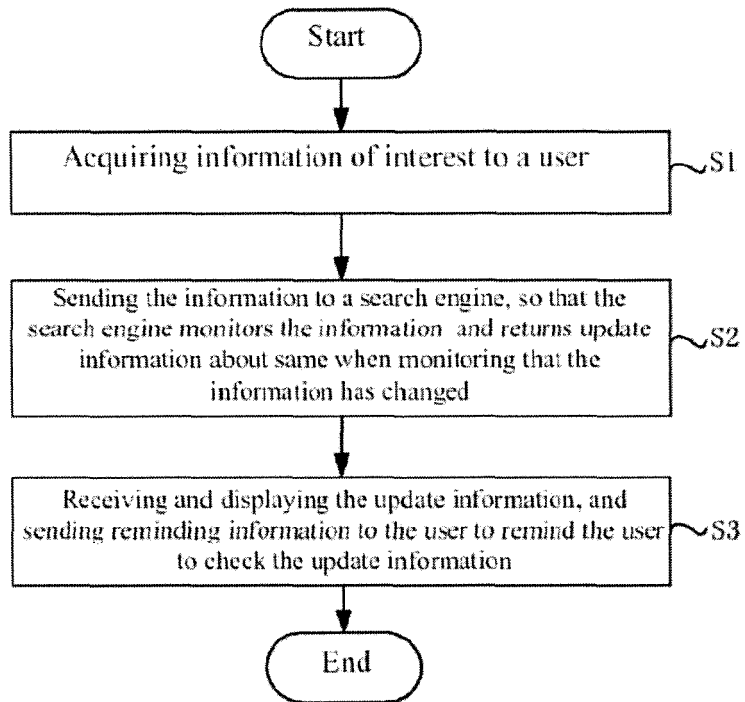 Start
Acquiring information of interest to a user
S1
Sending the information to a search engine, so that the
search engine monitors the information and returns update
information about same when monitoring that the
information has changed
S2
Receiving and displaying the update information, and
sending reminding information to the user to remind the user
to check the update information
S3
End